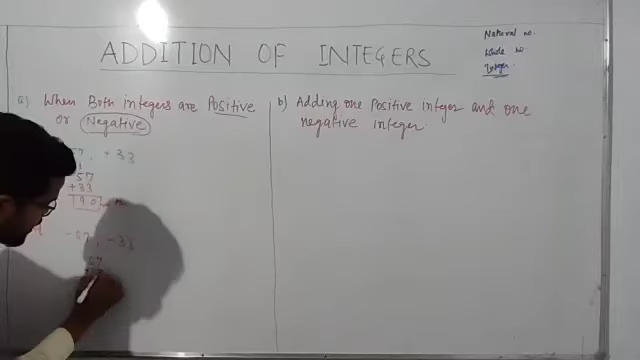 Natural no.
Whole no.
Integer.
ADDITION OF INTEGERS
a) When Both integers are Positive
or Negative
57, +33
57
+33
90
-57, -33
57
b) Adding one Positive integer and one
negative integer.